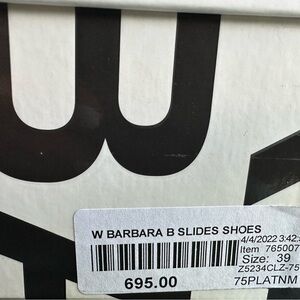 B
W BARBARA B SLIDES SHOES
4/4/2022 3:42
Item 765007
Size: 39
Z5234CLZ-75
695.00
75PLATNM